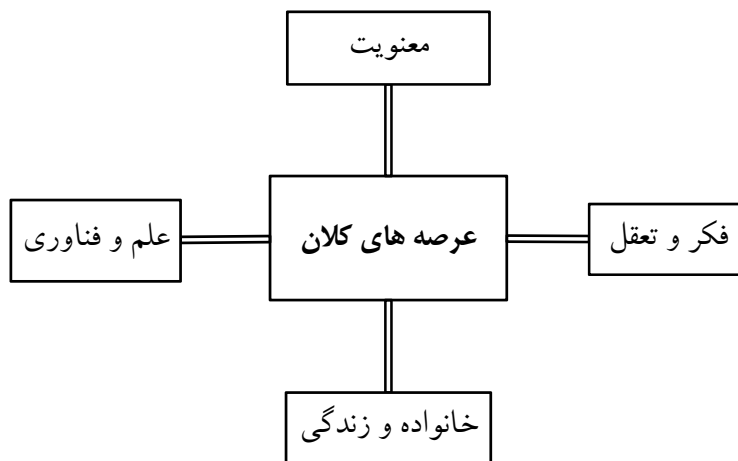 معنویت
فکر و تعقل
عرصه های کلان
علم و فناوری
خانواده و زندگی